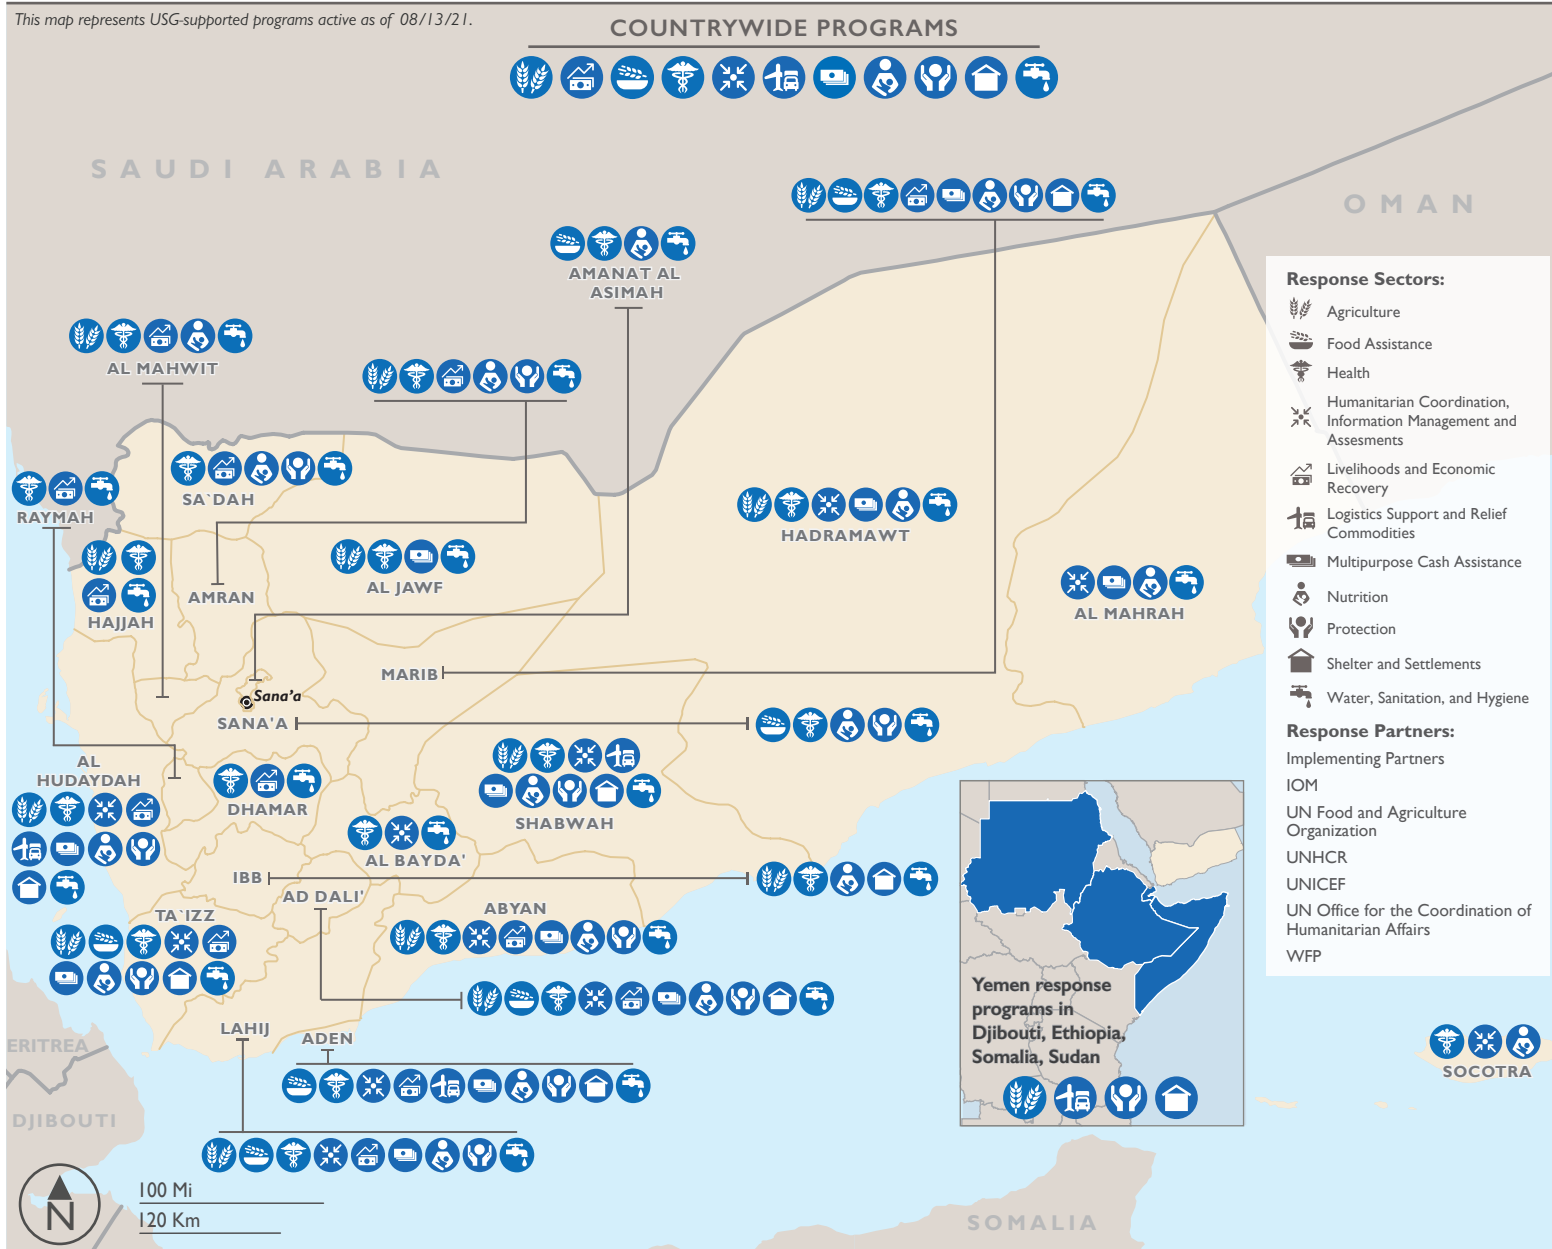 This map represents USG-supported programs active as of 08/13/21.
COUNTRYWIDE PROGRAMS
SAUDI ARABIA
OMAN
AMANAT AL
ASIMAH
AL MAHWIT
SA`DAH
RAYMAH
HAJJAH
AMRAN
AL JAWF
HADRAMAWT
AL MAHRAH
MARIB
Sana'a
SANA'A
AL
HUDAYDAH
DHAMAR
SHABWAH
AL BAYDA'
IBB
AD DALI'
ABYAN
TA`IZZ
LAHIJ
ADEN
ERITREA
DJIBOUTI
SOCOTRA
SOMALIA
N
100 Mi
120 Km
Yemen response
programs in
Djibouti, Ethiopia,
Somalia, Sudan
Response Sectors:
Agriculture
Food Assistance
Health
Humanitarian Coordination,
Information Management and
Assesments
Livelihoods and Economic
Recovery
Logistics Support and Relief
Commodities
Multipurpose Cash Assistance
Nutrition
Protection
Shelter and Settlements
Water, Sanitation, and Hygiene
Response Partners:
Implementing Partners
IOM
UN Food and Agriculture
Organization
UNHCR
UNICEF
UN Office for the Coordination of
Humanitarian Affairs
WFP